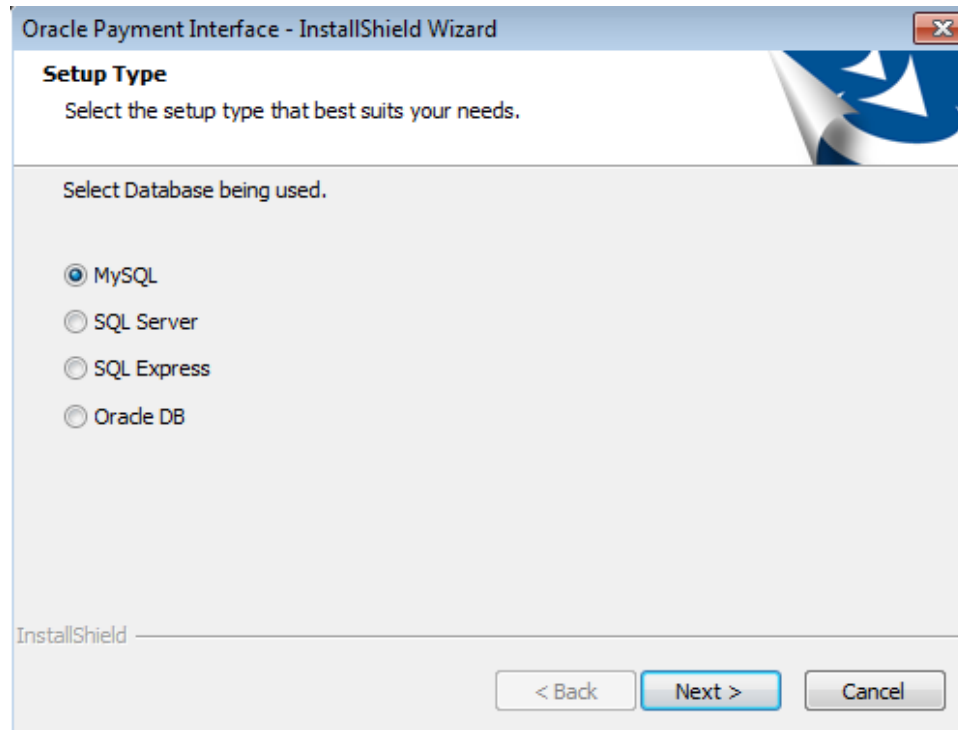 Oracle Payment Interface - InstallShield Wizard
Setup Type
Select the setup type that best suits your needs.
Select Database being used.
MySQL
SQL Server
SQL Express
Oracle DB
InstallShield
< Back
Next >
Cancel